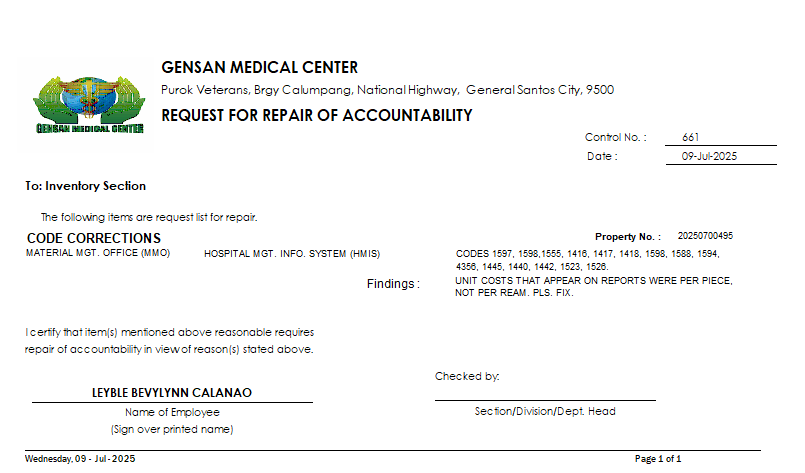 GENSAN MEDICAL CENTER
Purok Veterans, Brgy Calumpang, National Highway, General Santos City, 9500
GENSAN MEDICAL CENTER
REQUEST FOR REPAIR OF ACCOUNTABILITY
Control No. : 661
Date : 09-Jul-2025
To: Inventory Section
The following items are request list for repair.
CODE CORRECTIONS Property No. : 20250700495
MATERIAL MGT. OFFICE (MMO) HOSPITAL MGT. INFO. SYSTEM (HMIS) CODES 1597, 1598,1555, 1416, 1417, 1418, 1598, 1588, 1594,
4356, 1445, 1440, 1442, 1523, 1526.
Findings : UNIT COSTS THAT APPEAR ON REPORTS WERE PER PIECE,
NOT PER REAM. PLS. FIX.
I certify that item(s) mentioned above reasonable requires
repair of accountability in view of reason(s) stated above.
Checked by:
LEYBLE BEVYLYNN CALANAO
Name of Employee Section/Division/Dept. Head
(Sign over printed name)
Wednesday, 09 - Jul - 2025 Page 1 of 1